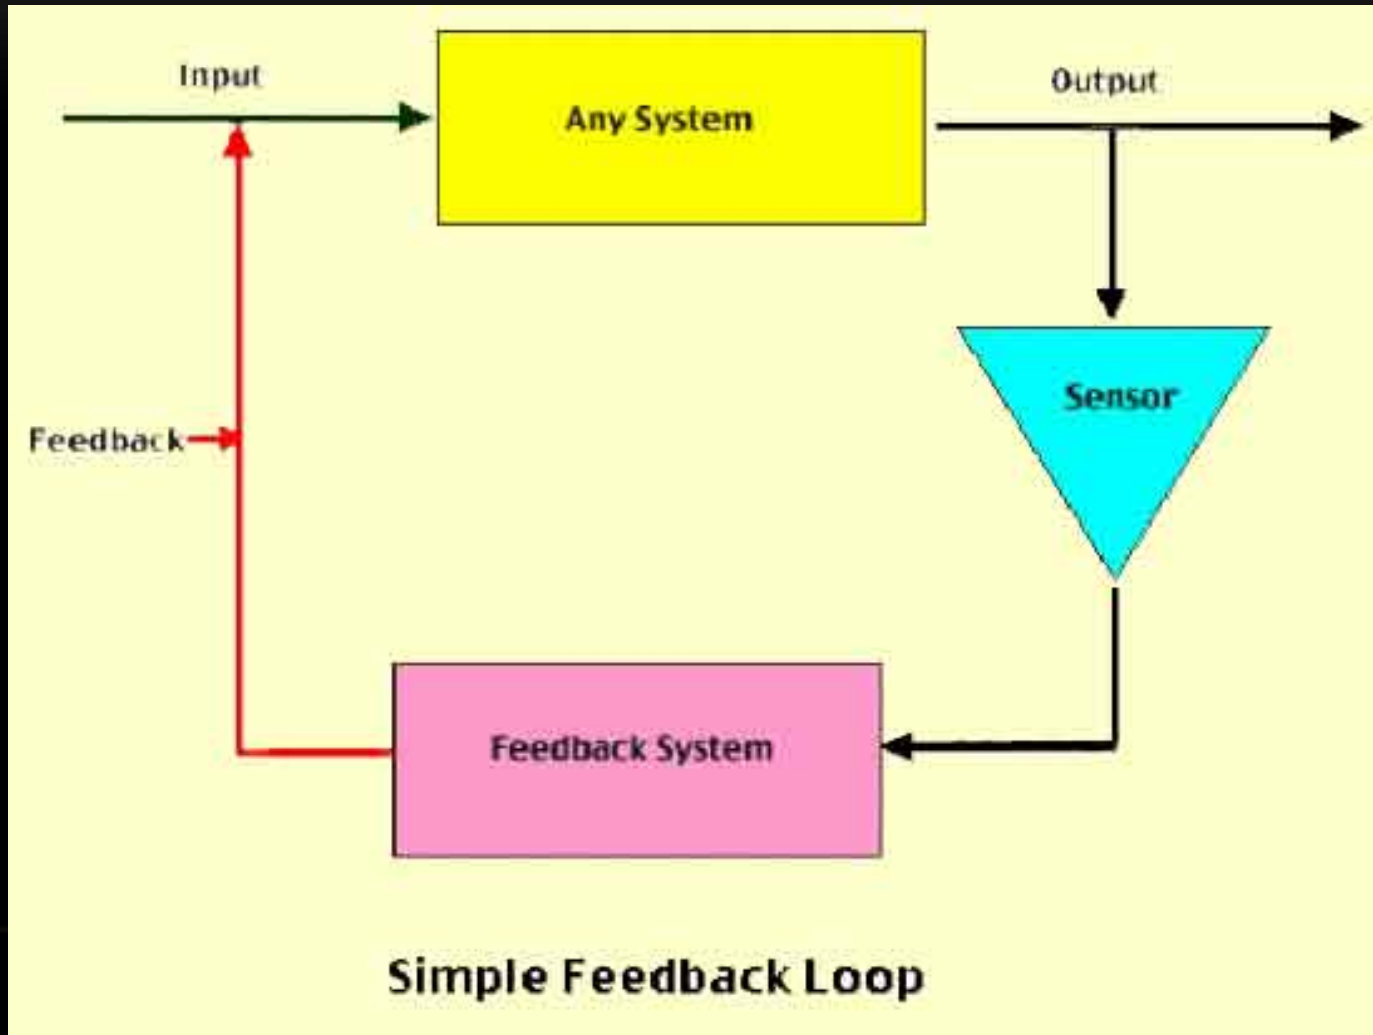 Input
Any System
Output
Sensor
Feedback
Feedback System
Simple Feedback Loop